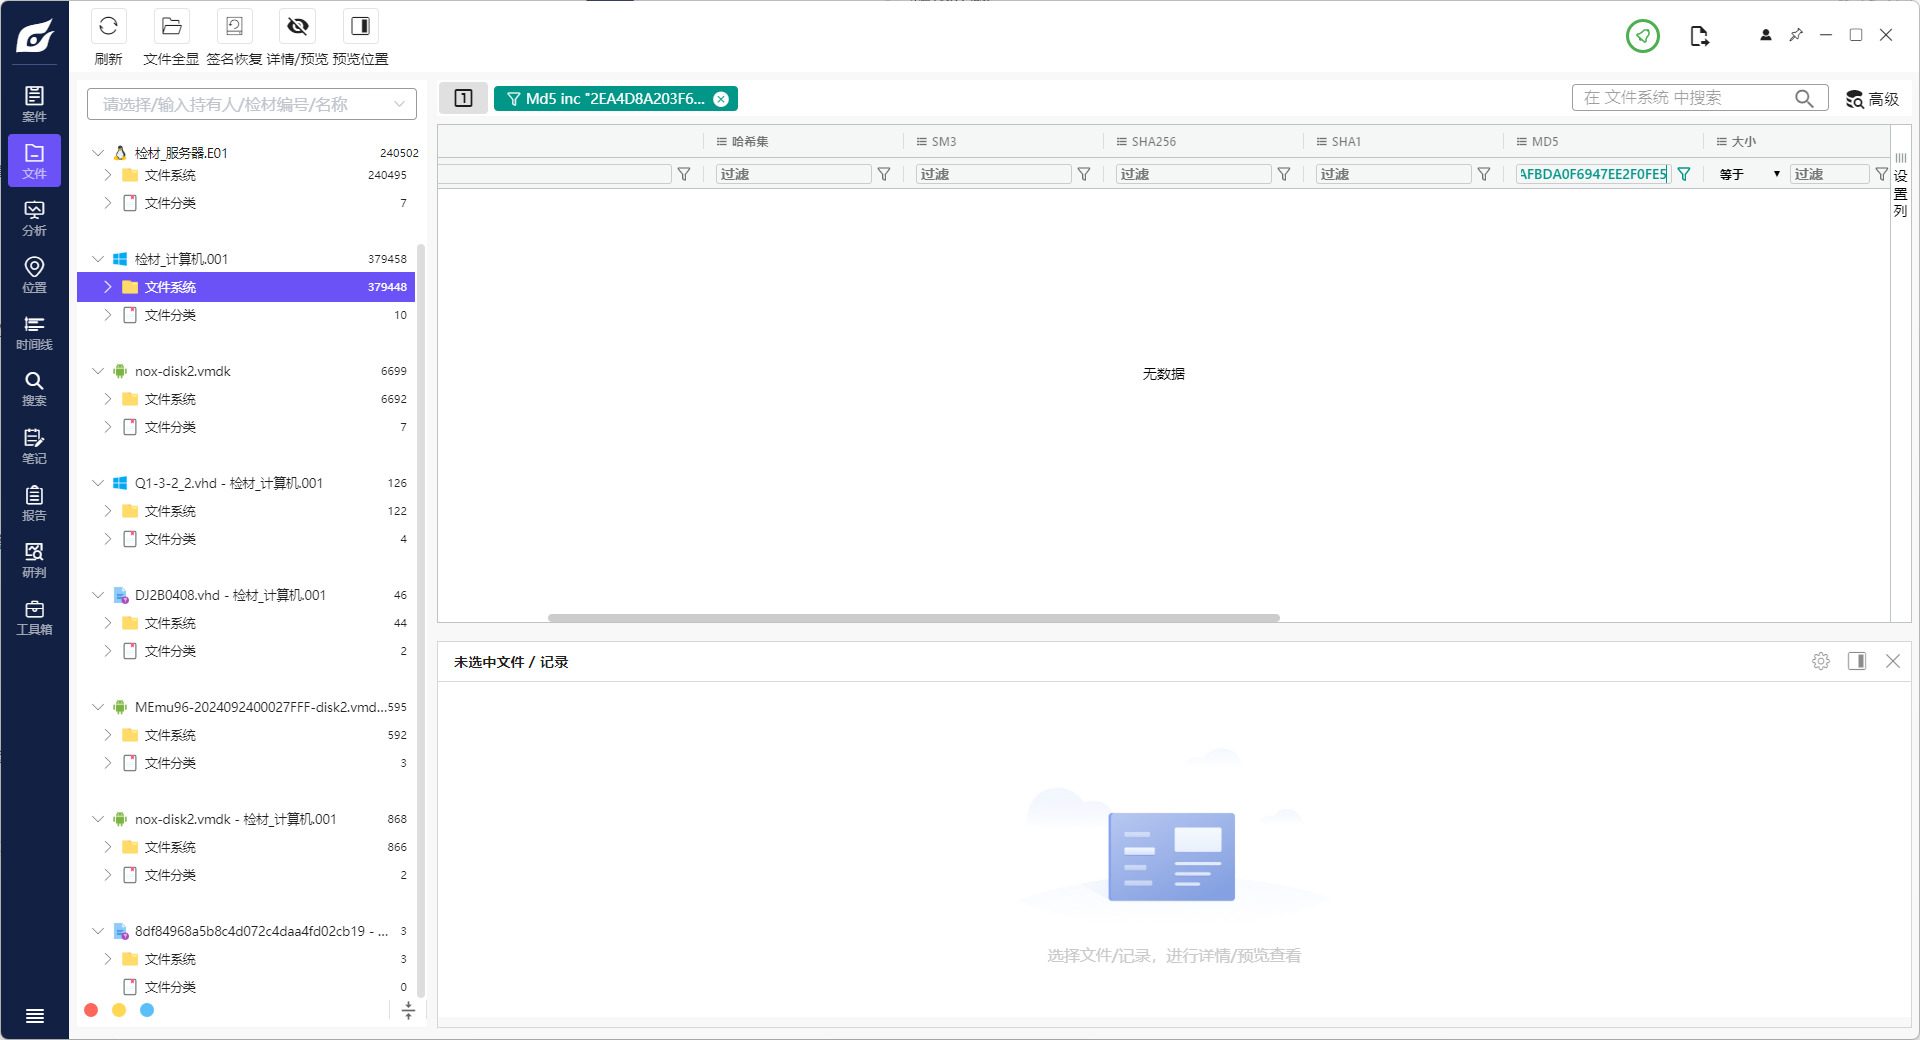 刷新
文件全显
签名恢复
详情/预览
预览位置
案件
文件
分析
位置
时间线
搜索
笔记
报告
研判
工具箱
请选择/输入持有人/检材编号/名称
检材_服务器.E01 240502
文件系统 240495
文件分类 7
检材_计算机.001 379458
文件系统 379448
文件分类 10
nox-disk2.vmdk 6699
文件系统 6692
文件分类 7
Q1-3-2_2.vhd - 检材_计算机.001 126
文件系统 122
文件分类 4
DJ2B0408.vhd - 检材_计算机.001 46
文件系统 44
文件分类 2
MEmu96-2024092400027FFF-disk2.vmd... 595
文件系统 592
文件分类 3
nox-disk2.vmdk - 检材_计算机.001 868
文件系统 866
文件分类 2
8df84968a5b8c4d072c4daa4fd02cb19 - ... 3
文件系统 3
文件分类 0
1
Md5 inc "2EA4D8A203F6...
在 文件系统 中搜索
高级
哈希集 SM3 SHA256 SHA1 MD5 大小
过滤 过滤 过滤 过滤 AFBDA0F6947EE2F0FE5 等于 过滤
设置列
无数据
未选中文件 / 记录
选择文件/记录，进行详情/预览查看